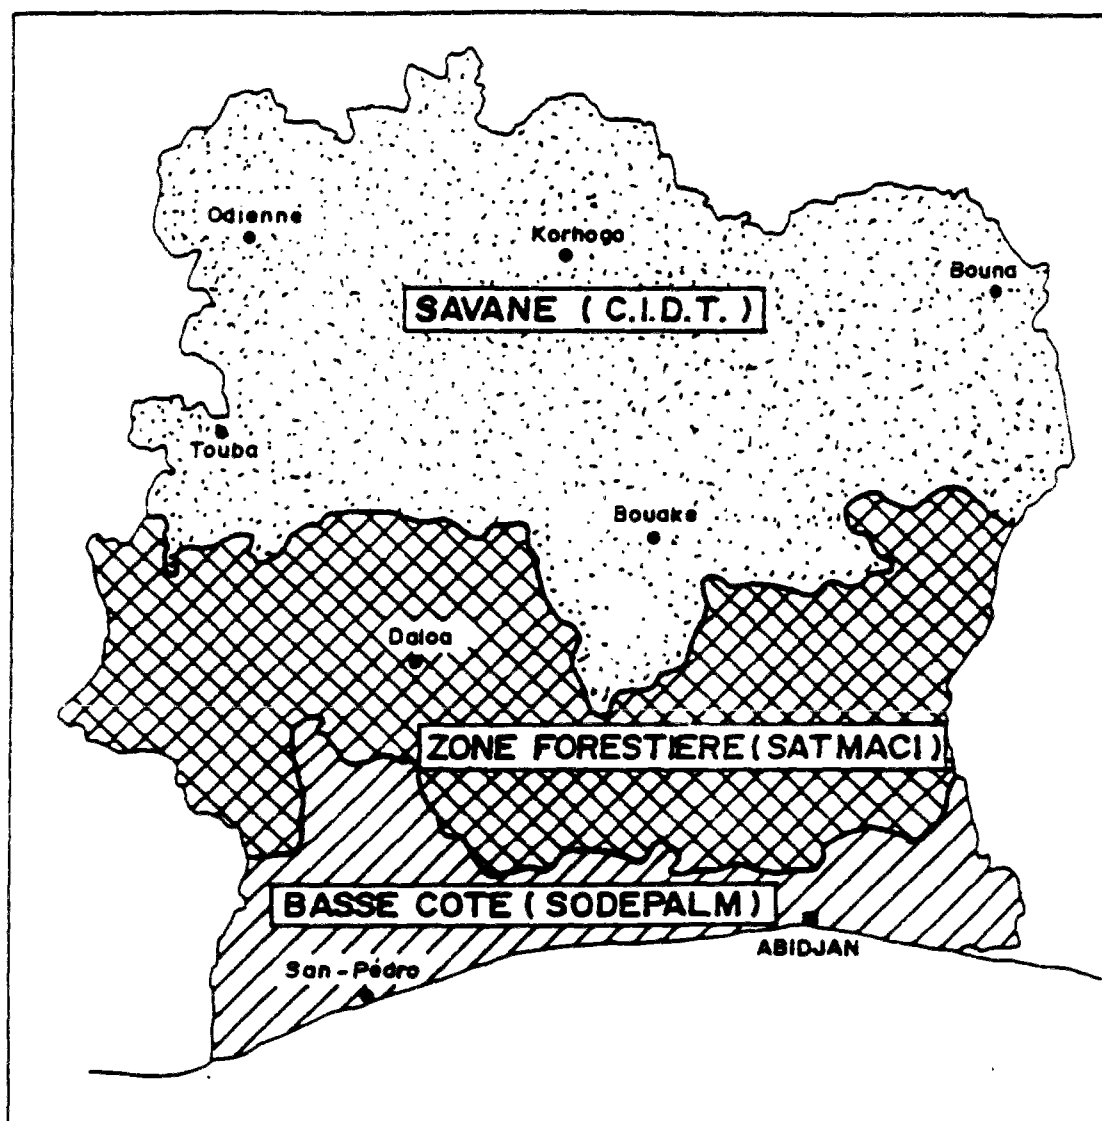 Odienne
Korhogo
Bouna
SAVANE ( C.I.D.T. )
Touba
Bouake
Daloa
ZONE FORESTIERE ( SATMACI )
BASSE COTE ( SODEPALM )
ABIDJAN
San-Pédro